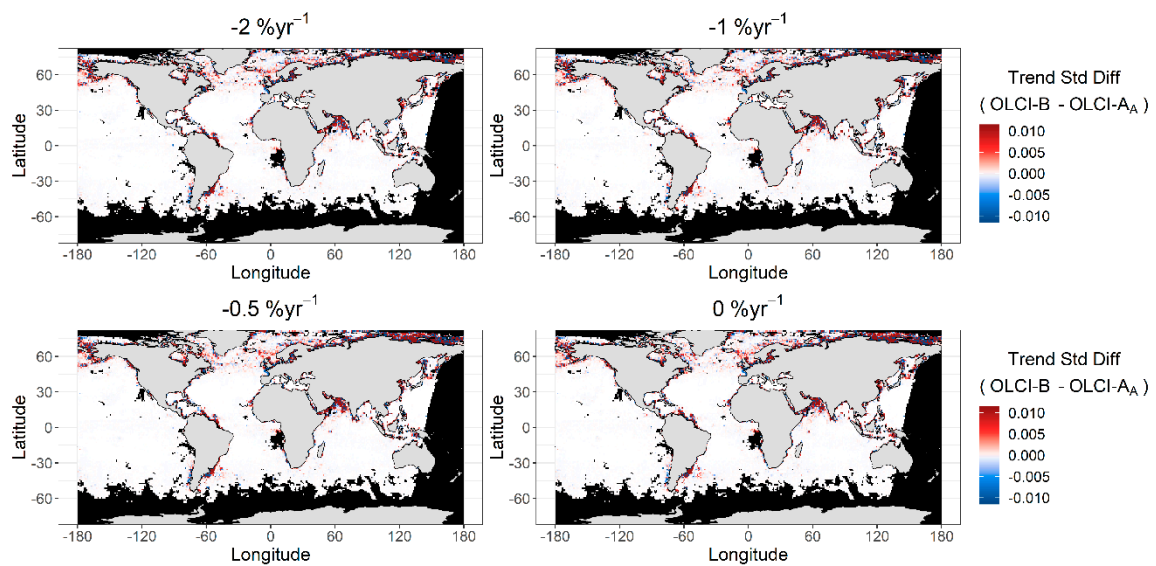 -2 %yr⁻¹
-1 %yr⁻¹
Latitude
60
30
0
-30
-60
-180 -120 -60 0 60 120 180
Longitude
Latitude
60
30
0
-30
-60
-180 -120 -60 0 60 120 180
Longitude
Trend Std Diff
( OLCI-B - OLCI-A_A )
0.010
0.005
0.000
-0.005
-0.010
-0.5 %yr⁻¹
0 %yr⁻¹
Latitude
60
30
0
-30
-60
-180 -120 -60 0 60 120 180
Longitude
Latitude
60
30
0
-30
-60
-180 -120 -60 0 60 120 180
Longitude
Trend Std Diff
( OLCI-B - OLCI-A_A )
0.010
0.005
0.000
-0.005
-0.010